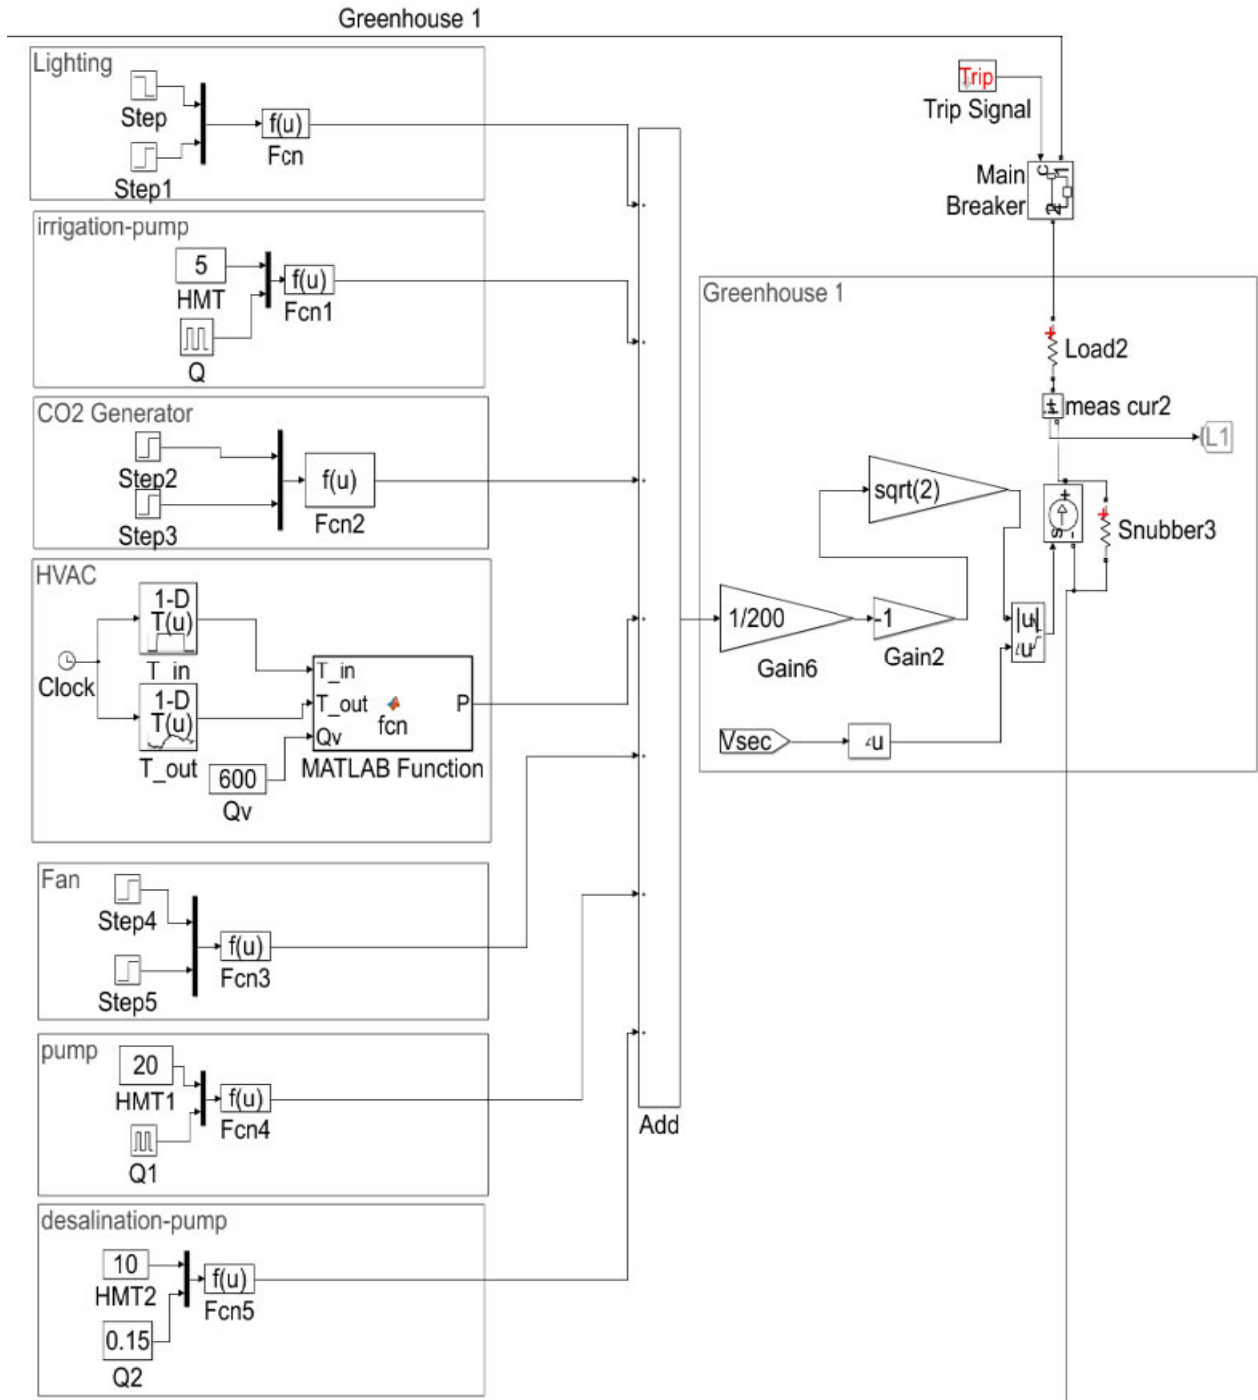 Greenhouse 1
Lighting
Step
Step1
f(u)
Fcn
irrigation-pump
5
HMT
Q
f(u)
Fcn1
CO2 Generator
Step2
Step3
f(u)
Fcn2
HVAC
Clock
1-D
T(u)
T_in
1-D
T(u)
T_out
600
Qv
T_in
T_out
Qv
fcn
P
MATLAB Function
Fan
Step4
Step5
f(u)
Fcn3
pump
20
HMT1
Q1
f(u)
Fcn4
desalination-pump
10
HMT2
0.15
Q2
f(u)
Fcn5
Add
Trip
Trip Signal
Main
Breaker
C
1
2
Greenhouse 1
Load2
meas cur2
L1
sqrt(2)
1/200
Gain6
-1
Gain2
s
+
-
Snubber3
|u|
∠u
Vsec
∠u